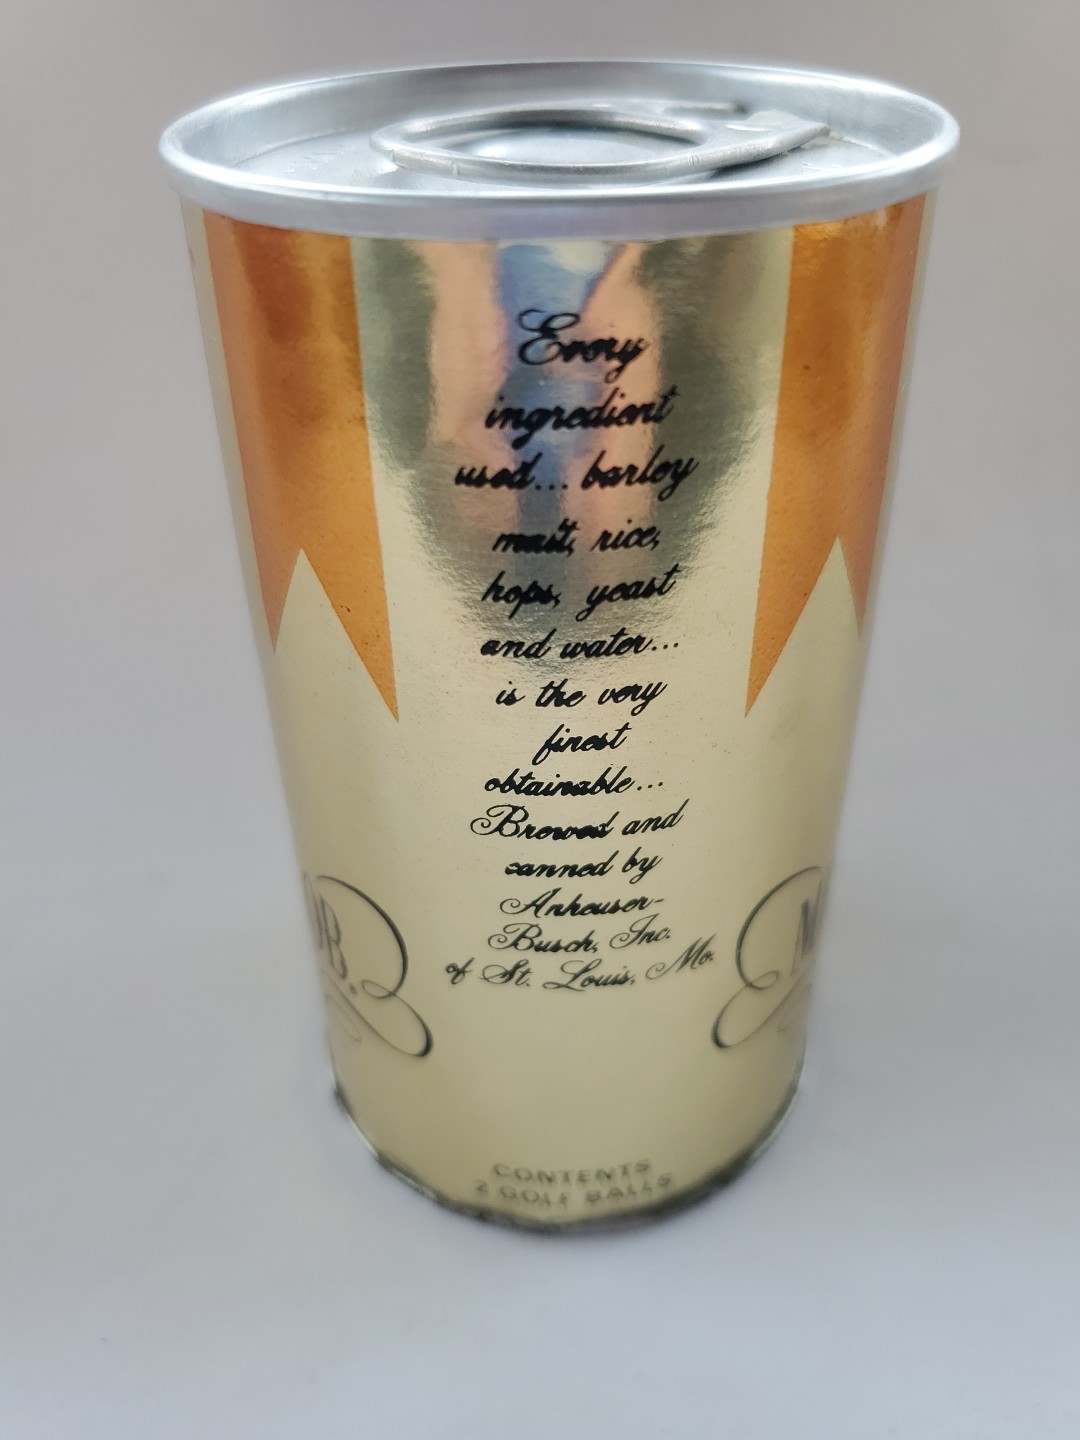 Every
ingredient
used... barley
malt, rice,
hops, yeast
and water...
is the very
finest
obtainable...
Brewed and
canned by
Anheuser-
Busch, Inc.
of St. Louis, Mo.
OB.
M
CONTENTS
2 GOLF BALLS